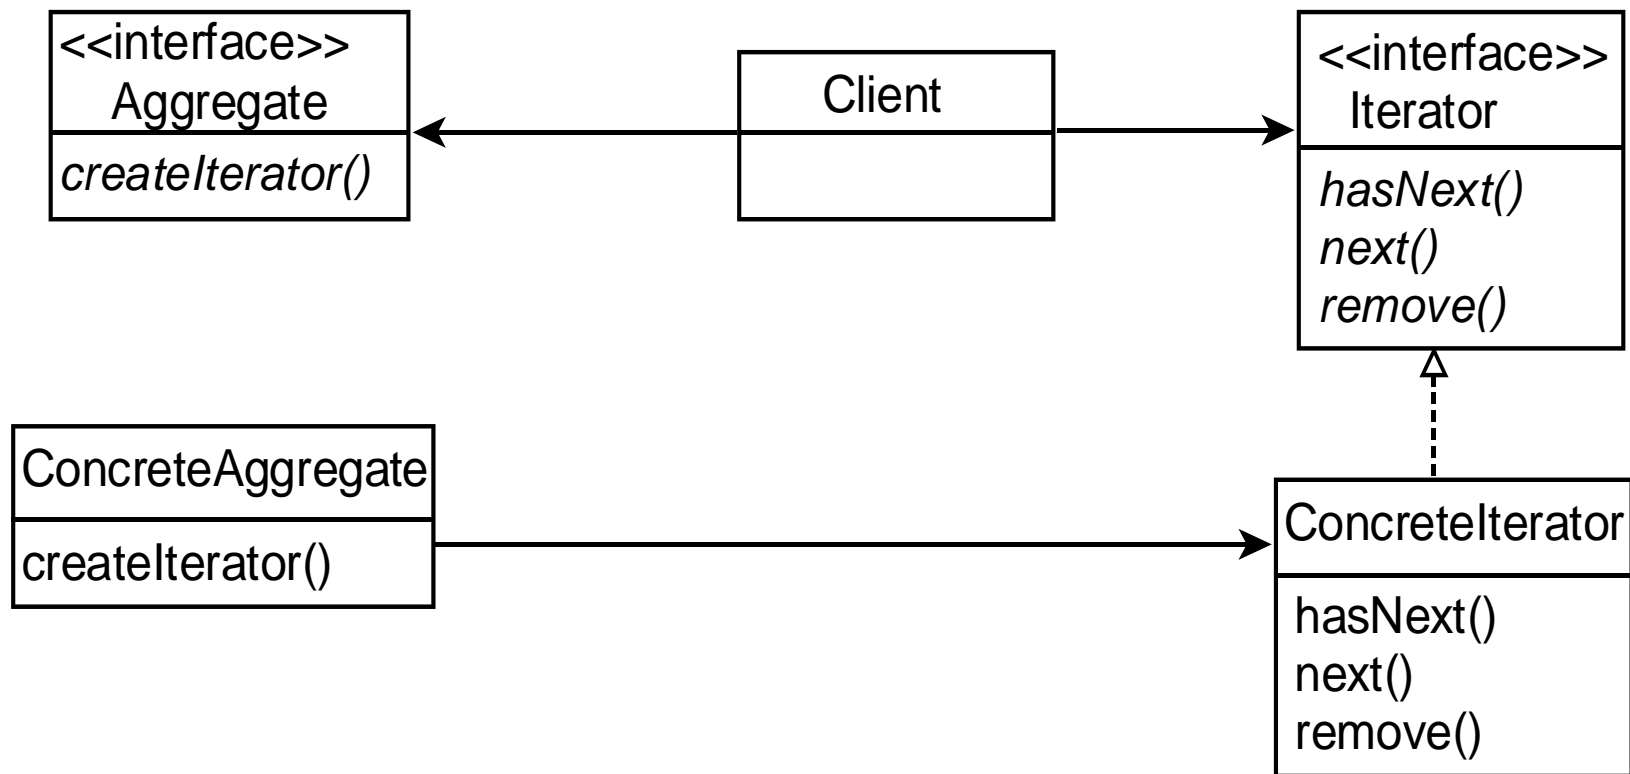 <<interface>>
Aggregate
createIterator()
Client
<<interface>>
Iterator
hasNext()
next()
remove()
ConcreteAggregate
createIterator()
ConcreteIterator
hasNext()
next()
remove()